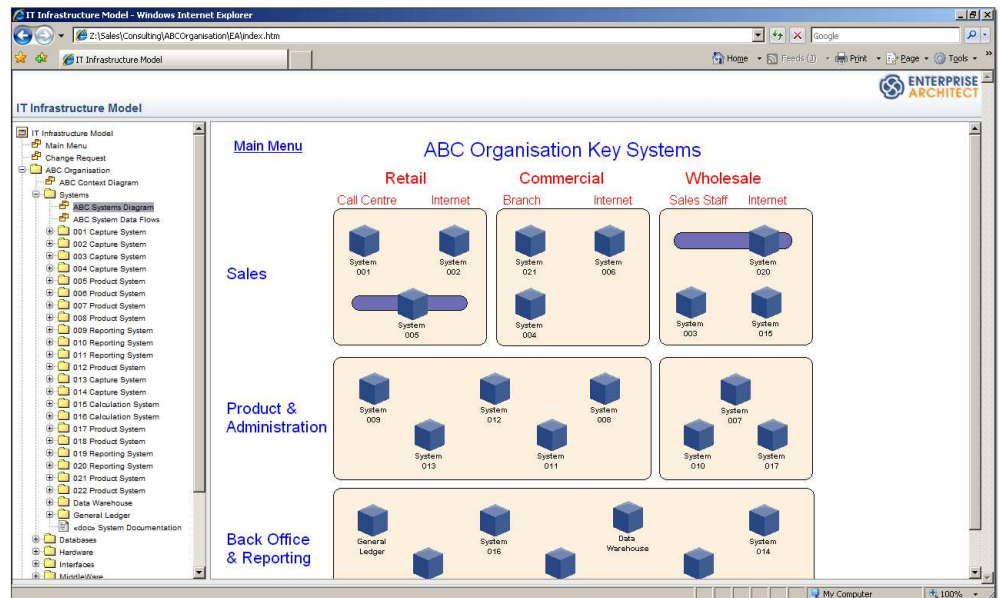 IT Infrastructure Model - Windows Internet Explorer
Z:\Sales\Consulting\ABCOrganisation\EA\index.htm
Google
IT Infrastructure Model
Home
Feeds (J)
Print
Page
Tools
ENTERPRISE
ARCHITECT
IT Infrastructure Model
IT Infrastructure Model
Main Menu
Change Request
ABC Organisation
ABC Context Diagram
Systems
ABC Systems Diagram
ABC System Data Flows
001 Capture System
002 Capture System
003 Capture System
004 Capture System
005 Product System
006 Product System
007 Product System
008 Product System
009 Reporting System
010 Reporting System
011 Reporting System
012 Product System
013 Capture System
014 Capture System
015 Calculation System
016 Calculation System
017 Product System
018 Product System
019 Reporting System
020 Reporting System
021 Product System
022 Product System
Data Warehouse
General Ledger
«doc» System Documentation
Databases
Hardware
Interfaces
MiddleWare
Main Menu
ABC Organisation Key Systems
Retail
Commercial
Wholesale
Call Centre
Internet
Branch
Internet
Sales Staff
Internet
Sales
System
001
System
002
System
021
System
006
System
020
System
005
System
004
System
003
System
015
Product &
Administration
System
009
System
012
System
008
System
007
System
013
System
011
System
010
System
017
Back Office
& Reporting
General
Ledger
System
016
Data
Warehouse
System
014
My Computer
100%